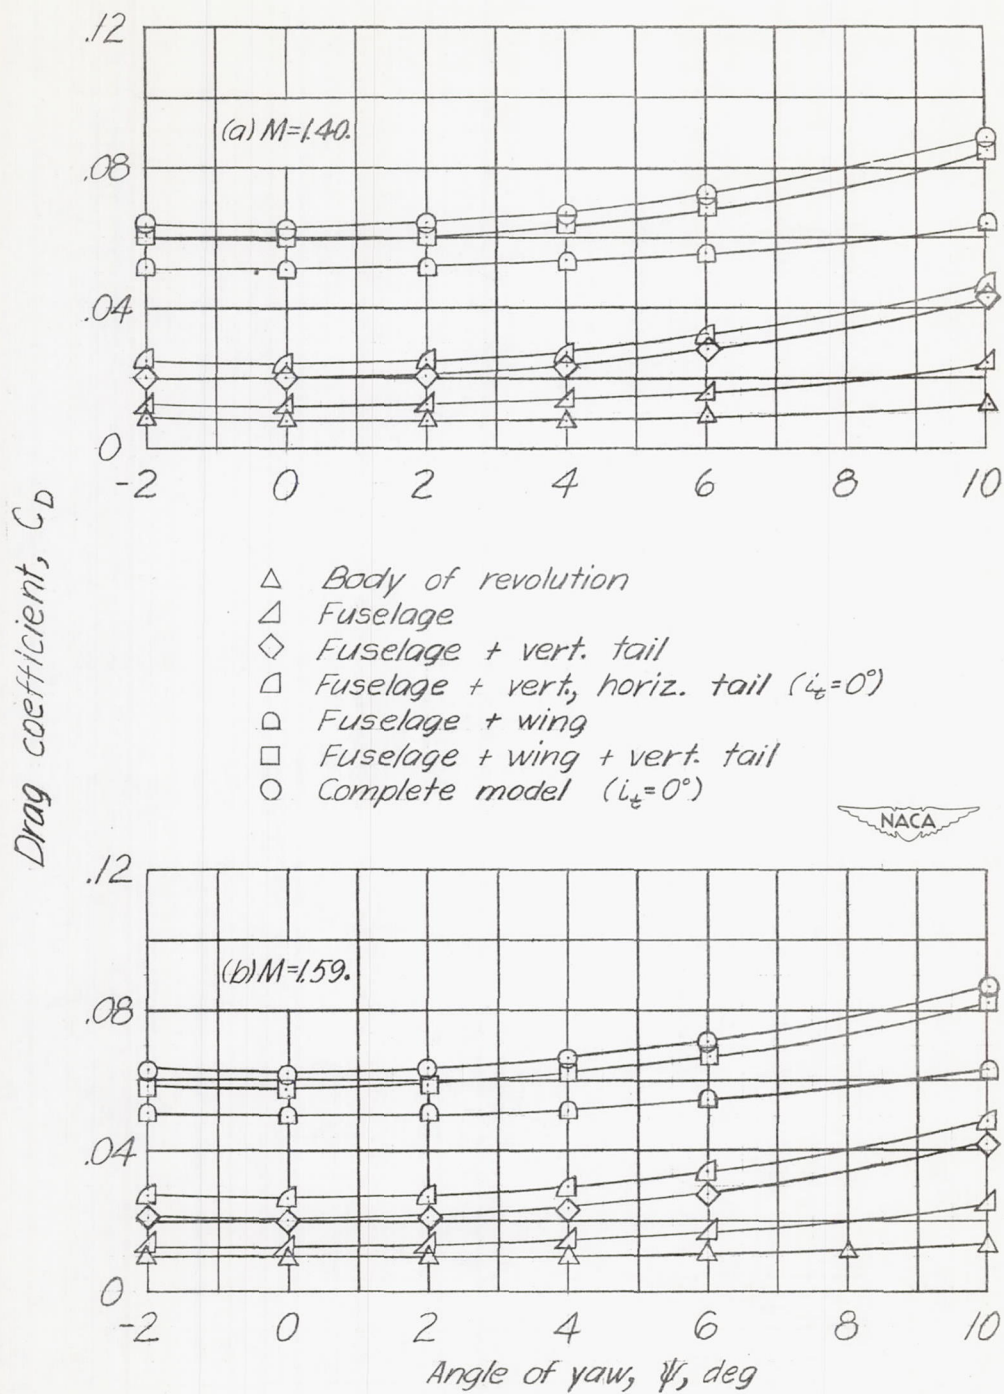 .12
(a) M=1.40.
.08
.04
0
-2 0 2 4 6 8 10
Drag coefficient, C_D
Body of revolution
Fuselage
Fuselage + vert. tail
Fuselage + vert., horiz. tail (i_t=0°)
Fuselage + wing
Fuselage + wing + vert. tail
Complete model (i_t=0°)
NACA
.12
(b) M=1.59.
.08
.04
0
-2 0 2 4 6 8 10
Angle of yaw, ψ, deg